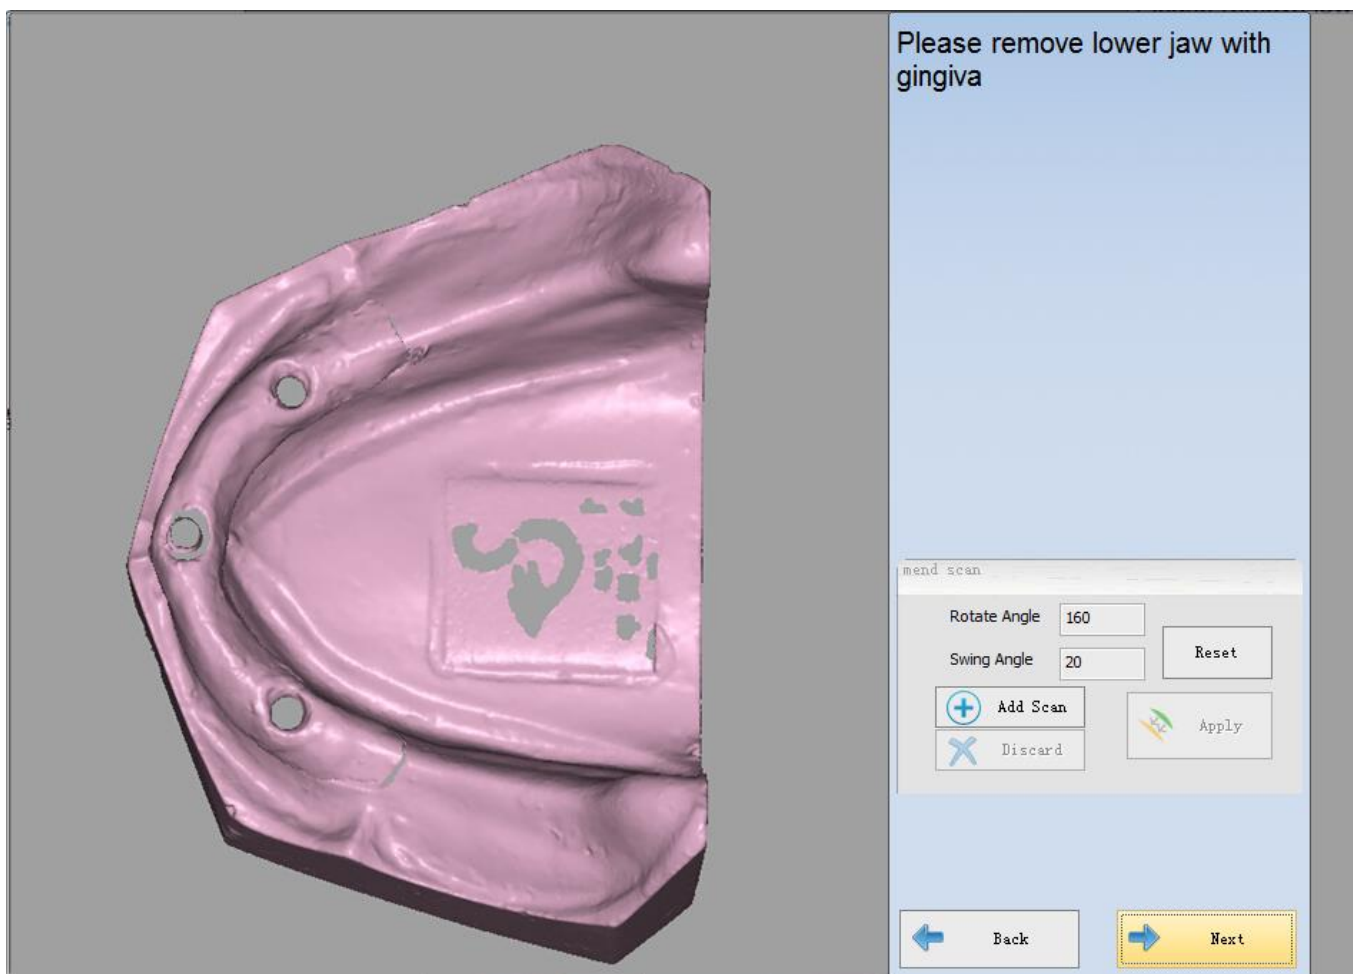 Please remove lower jaw with
gingiva
mend scan
Rotate Angle 160
Swing Angle 20
Reset
Add Scan
Discard
Apply
Back
Next